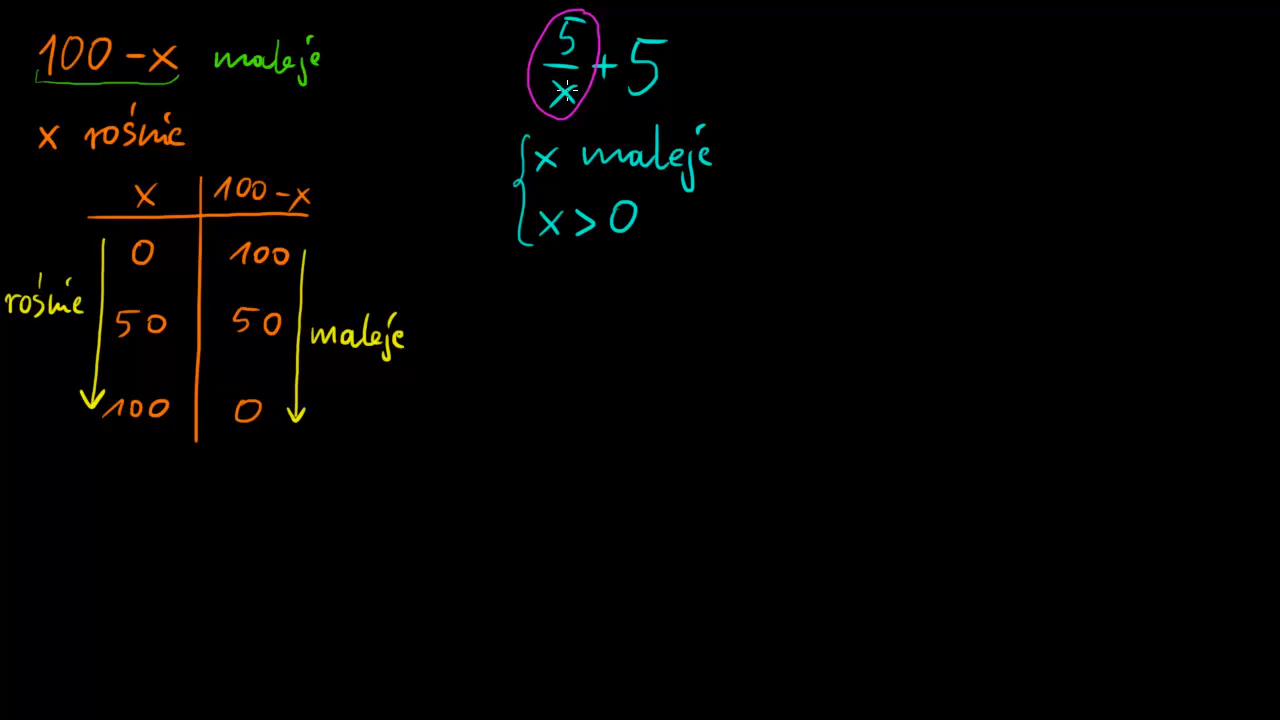 100 - x maleje
x rośnie
x | 100 - x
0 | 100
50 | 50
100 | 0
rośnie
maleje
5/x + 5
x maleje
x > 0